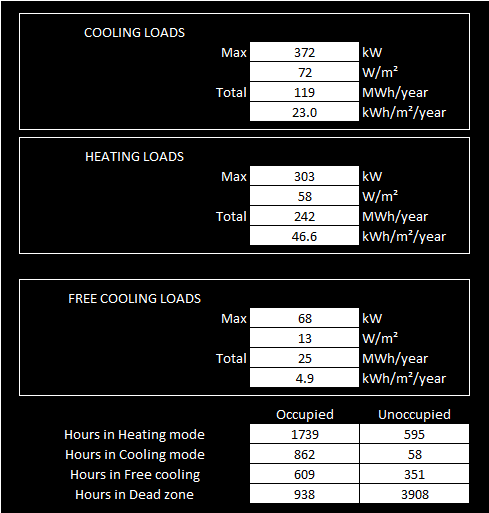 COOLING LOADS
Max 372 kW
72 W/m²
Total 119 MWh/year
23.0 kWh/m²/year
HEATING LOADS
Max 303 kW
58 W/m²
Total 242 MWh/year
46.6 kWh/m²/year
FREE COOLING LOADS
Max 68 kW
13 W/m²
Total 25 MWh/year
4.9 kWh/m²/year
Occupied Unoccupied
Hours in Heating mode 1739 595
Hours in Cooling mode 862 58
Hours in Free cooling 609 351
Hours in Dead zone 938 3908